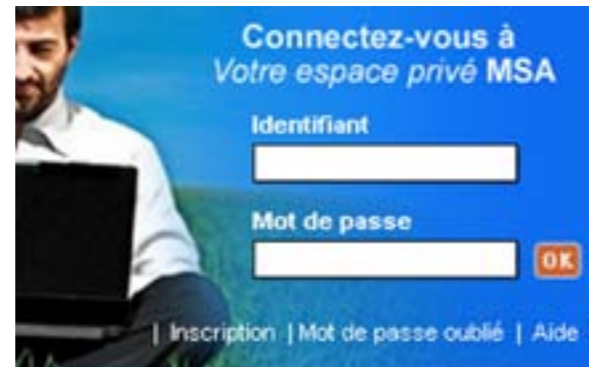 Connectez-vous à
Votre espace privé MSA
Identifiant
Mot de passe
OK
| Inscription | Mot de passe oublié | Aide